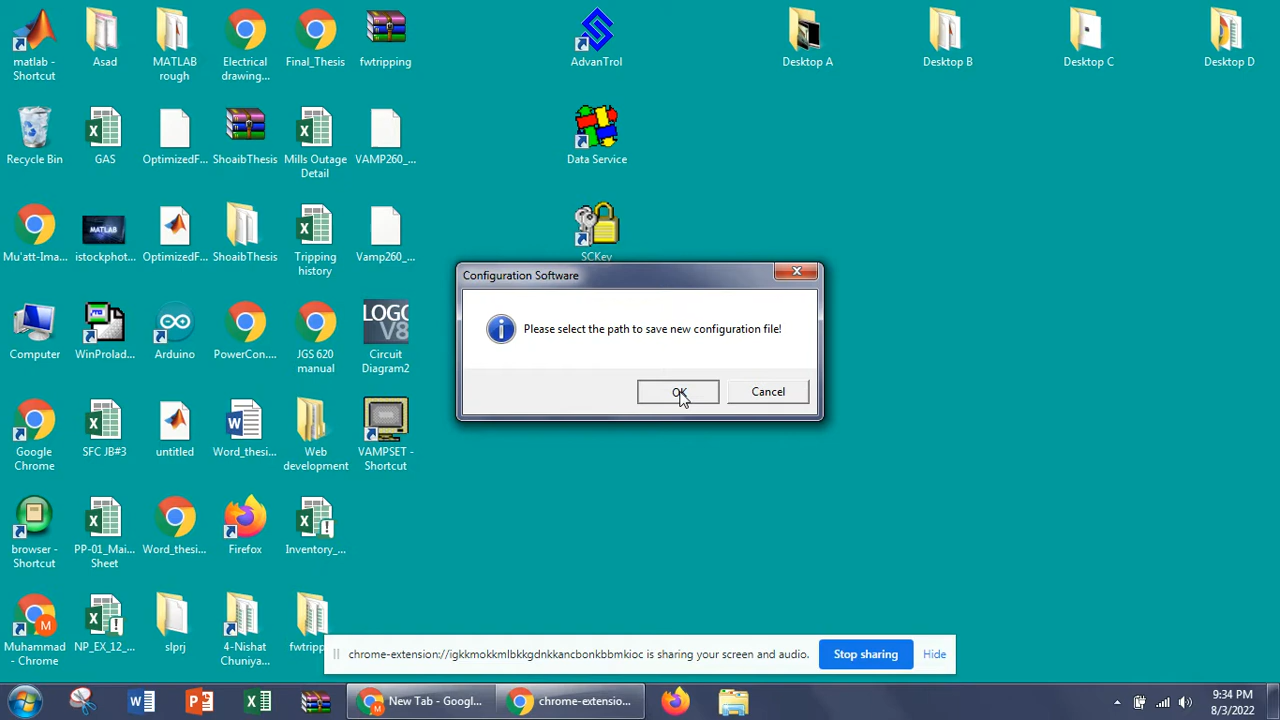 matlab -
Shortcut
Asad
MATLAB
rough
Electrical
drawing...
Final_Thesis
fwtripping
AdvanTrol
Desktop A
Desktop B
Desktop C
Desktop D
Recycle Bin
GAS
OptimizedF...
ShoaibThesis
Mills Outage
Detail
VAMP260_...
Data Service
Mu'att-Ima...
MATLAB
istockphot...
OptimizedF...
ShoaibThesis
Tripping
history
Vamp260_...
SCKey
Configuration Software
Please select the path to save new configuration file!
OK
Cancel
Computer
WinProlad...
Arduino
PowerCon...
JGS 620
manual
LOGO
V8
Circuit
Diagram2
Google
Chrome
SFC JB#3
untitled
Word_thesi...
Web
development
VAMPSET -
Shortcut
browser -
Shortcut
PP-01_Mai...
Sheet
Word_thesi...
Firefox
Inventory_...
Muhammad
- Chrome
NP_EX_12_...
slprj
4-Nishat
Chuniya...
fwtripp
chrome-extension://igkkmokkmlbkkgdnkkancbonkbbmkioc is sharing your screen and audio.
Stop sharing
Hide
New Tab - Googl...
chrome-extensio...
9:34 PM
8/3/2022